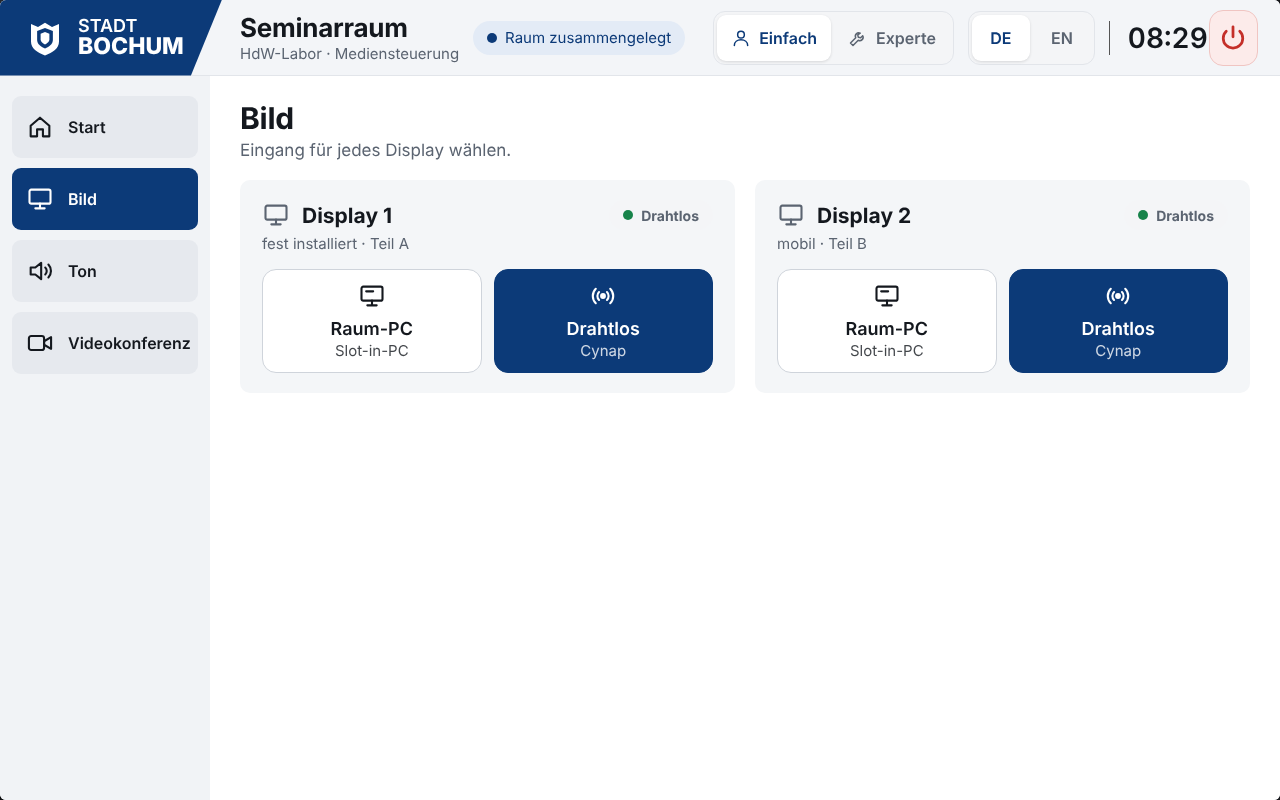 STADT
BOCHUM
Seminarraum
HdW-Labor · Mediensteuerung
Raum zusammengelegt
Einfach
Experte
DE
EN
08:29
Start
Bild
Ton
Videokonferenz
Bild
Eingang für jedes Display wählen.
Display 1
Drahtlos
fest installiert · Teil A
Raum-PC
Slot-in-PC
Drahtlos
Cynap
Display 2
Drahtlos
mobil · Teil B
Raum-PC
Slot-in-PC
Drahtlos
Cynap